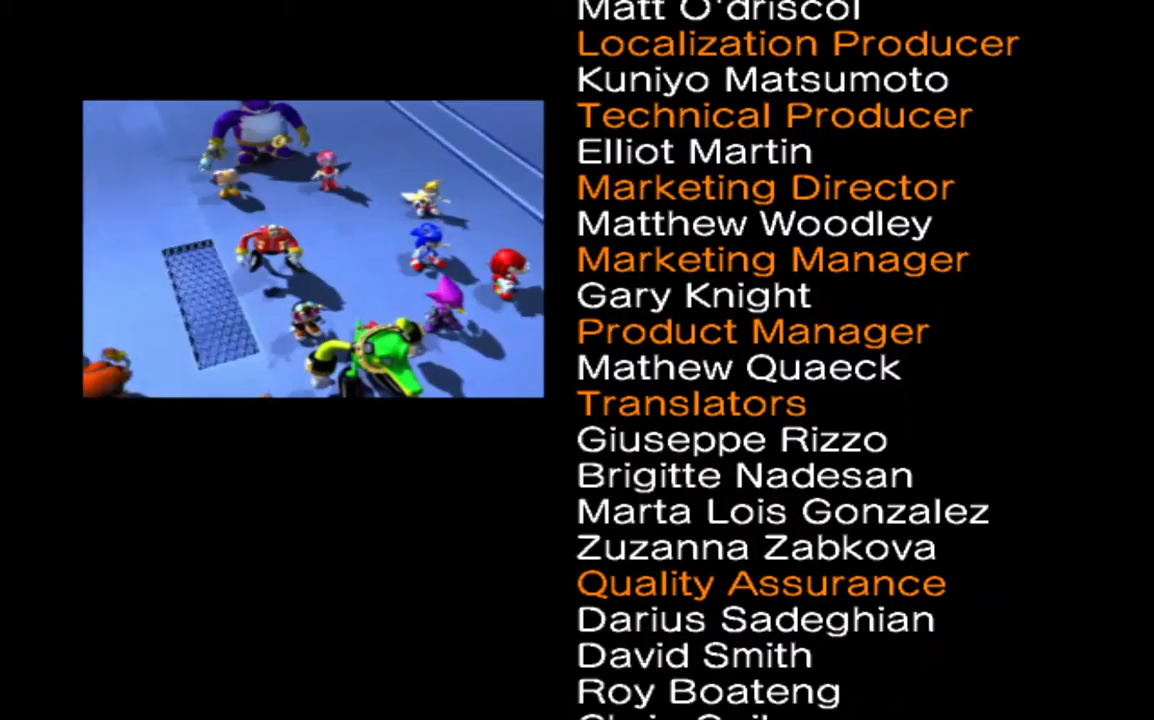 Matt O'driscol
Localization Producer
Kuniyo Matsumoto
Technical Producer
Elliot Martin
Marketing Director
Matthew Woodley
Marketing Manager
Gary Knight
Product Manager
Mathew Quaeck
Translators
Giuseppe Rizzo
Brigitte Nadesan
Marta Lois Gonzalez
Zuzanna Zabkova
Quality Assurance
Darius Sadeghian
David Smith
Roy Boateng